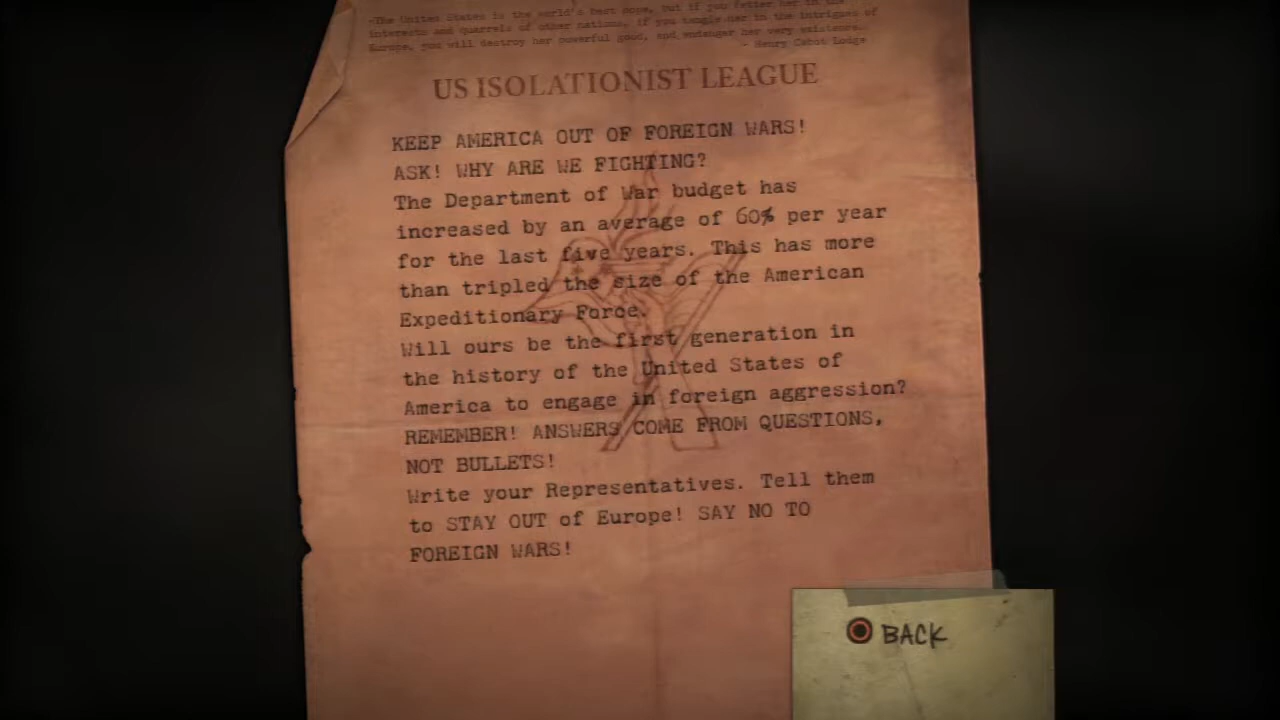 "The United States is the world's best hope, but if you fetter her in the
interests and quarrels of other nations, if you tangle her in the intrigues of
Europe, you will destroy her powerful good, and endanger her very existence.
- Henry Cabot Lodge
US ISOLATIONIST LEAGUE
KEEP AMERICA OUT OF FOREIGN WARS!
ASK! WHY ARE WE FIGHTING?
The Department of War budget has
increased by an average of 60% per year
for the last five years. This has more
than tripled the size of the American
Expeditionary Force.
Will ours be the first generation in
the history of the United States of
America to engage in foreign aggression?
REMEMBER! ANSWERS COME FROM QUESTIONS,
NOT BULLETS!
Write your Representatives. Tell them
to STAY OUT of Europe! SAY NO TO
FOREIGN WARS!
BACK